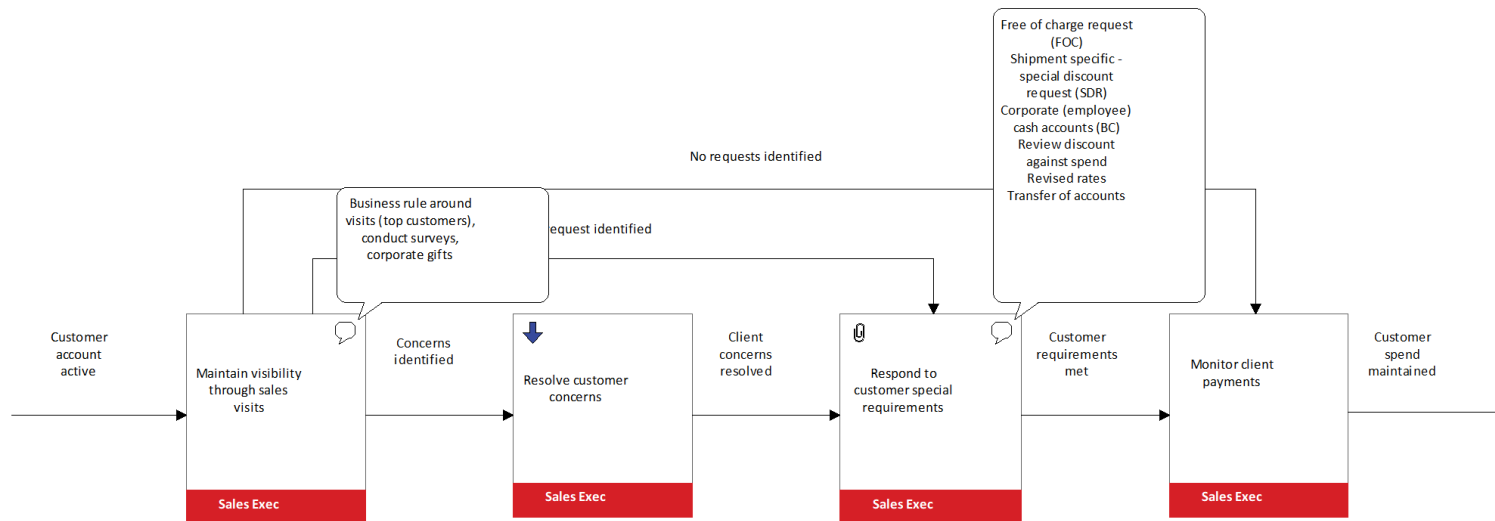 Free of charge request
(FOC)
Shipment specific -
special discount
request (SDR)
Corporate (employee)
cash accounts (BC)
Review discount
against spend
Revised rates
Transfer of accounts
No requests identified
Business rule around
visits (top customers),
conduct surveys,
corporate gifts
request identified
Customer
account
active
Maintain visibility
through sales
visits
Sales Exec
Concerns
identified
Resolve customer
concerns
Sales Exec
Client
concerns
resolved
Respond to
customer special
requirements
Sales Exec
Customer
requirements
met
Monitor client
payments
Sales Exec
Customer
spend
maintained